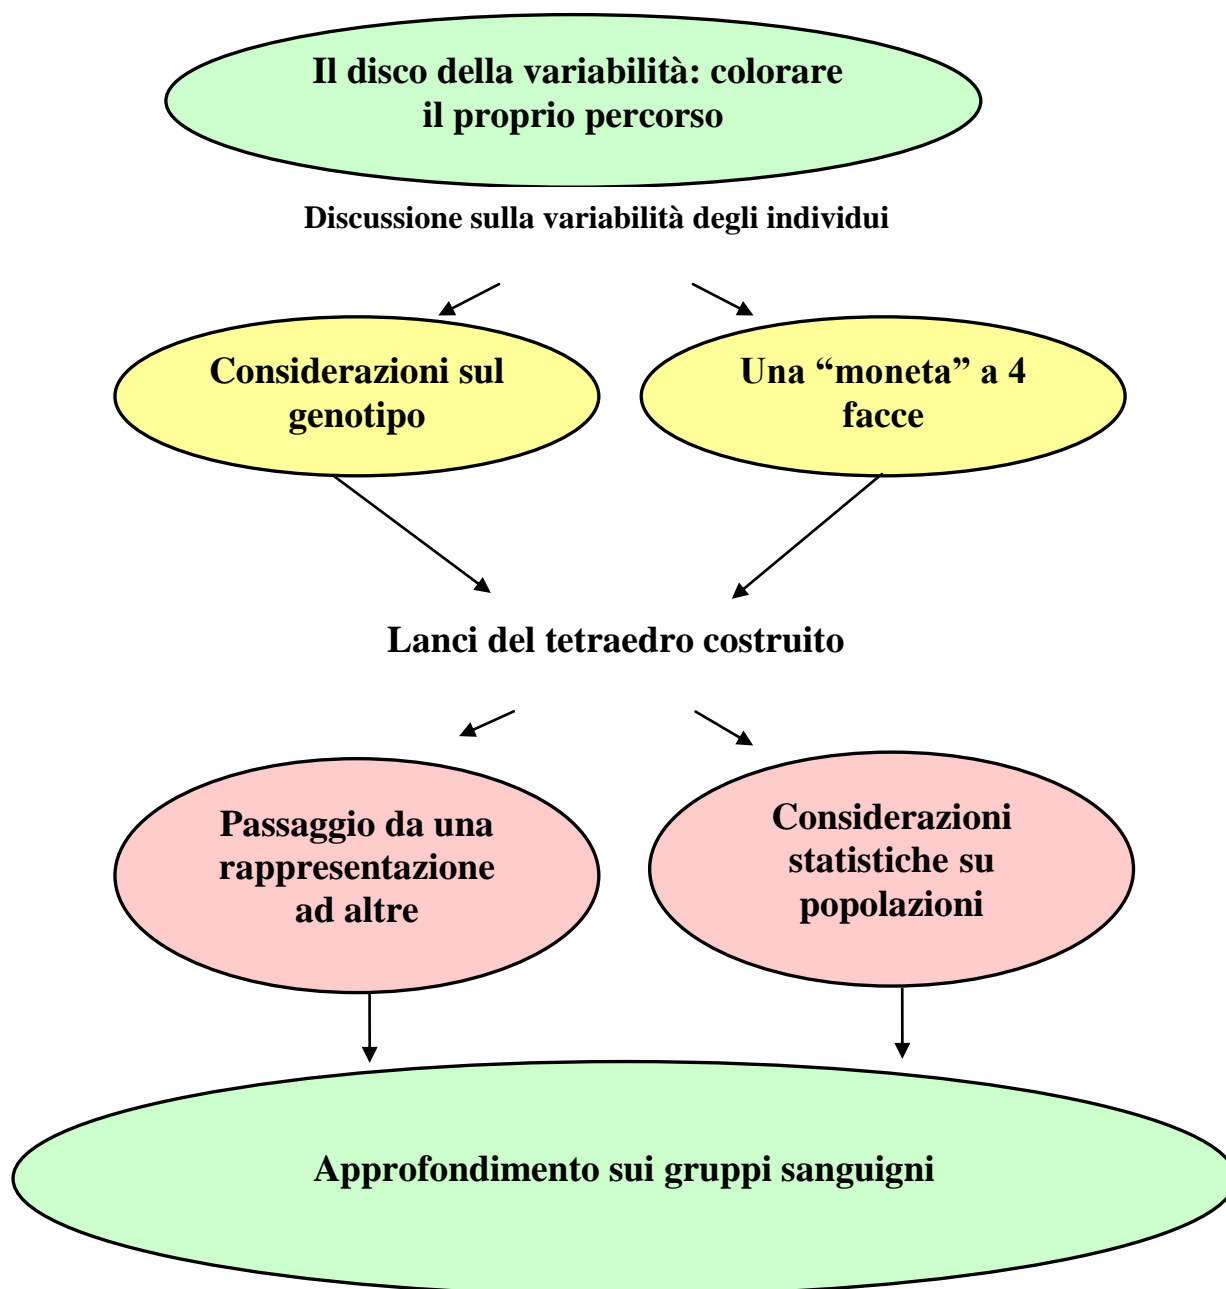 Il disco della variabilità: colorare
il proprio percorso
Discussione sulla variabilità degli individui
Considerazioni sul
genotipo
Una “moneta” a 4
facce
Lanci del tetraedro costruito
Passaggio da una
rappresentazione
ad altre
Considerazioni
statistiche su
popolazioni
Approfondimento sui gruppi sanguigni